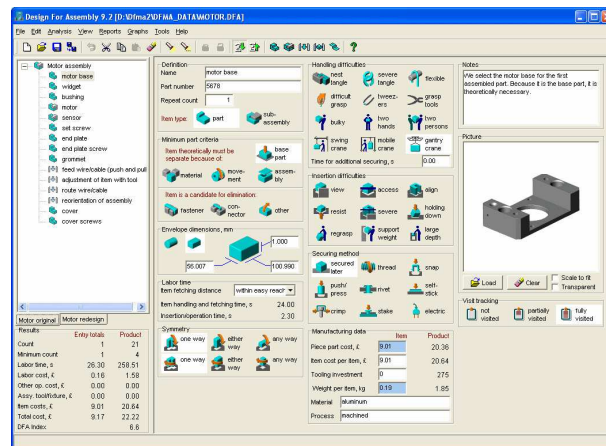 Design For Assembly 9.2 [D:\Dfma2\DFMA_DATA\MOTOR.DFA]
File Edit Analysis View Reports Graphs Tools Help
Motor assembly
motor base
widget
bushing
motor
sensor
set screw
end plate
end plate screw
grommet
feed wire/cable (push and pull
adjustment of item with tool
route wire/cable
reorientation of assembly
cover
cover screws
Motor original Motor redesign
Results
Entry totals Product
Count 1 21
Minimum count 1 4
Labor time, s 26.30 258.51
Labor cost, £ 0.16 1.58
Other op. cost, £ 0.00 0.00
Assy. tool/fixture, £ 0.00 0.00
Item costs, £ 9.01 20.64
Total cost, £ 9.17 22.22
DFA Index 6.6
Definition
Name motor base
Part number 5678
Repeat count 1
Item type: part sub-assembly
Minimum part criteria
Item theoretically must be separate because of:
base part
material movement assembly
Item is a candidate for elimination:
fastener connector other
Envelope dimensions, mm
1.000
56.007 100.990
Labor time
Item fetching distance within easy reach
Item handling and fetching time, s 24.00
Insertion/operation time, s 2.30
Symmetry
one way either way any way
one way either way any way
Handling difficulties
nest tangle severe tangle flexible
difficult grasp tweezers grasp tools
bulky two hands two persons
swing crane mobile crane gantry crane
Time for additional securing, s 0.00
Insertion difficulties
view access align
resist severe holding down
regrasp support weight large depth
Securing method
secured later thread snap
push/press rivet self-stick
crimp stake electric
Manufacturing data
Item Product
Piece part cost, £ 9.01 20.36
Item cost per item, £ 9.01 20.64
Tooling investment 0 275
Weight per item, kg 0.19 1.85
Material aluminum
Process machined
Notes
We select the motor base for the first assembled part. Because it is the base part, it is theoretically necessary.
Picture
Load Clear Scale to fit
Transparent
Visit tracking
not visited partially visited fully visited